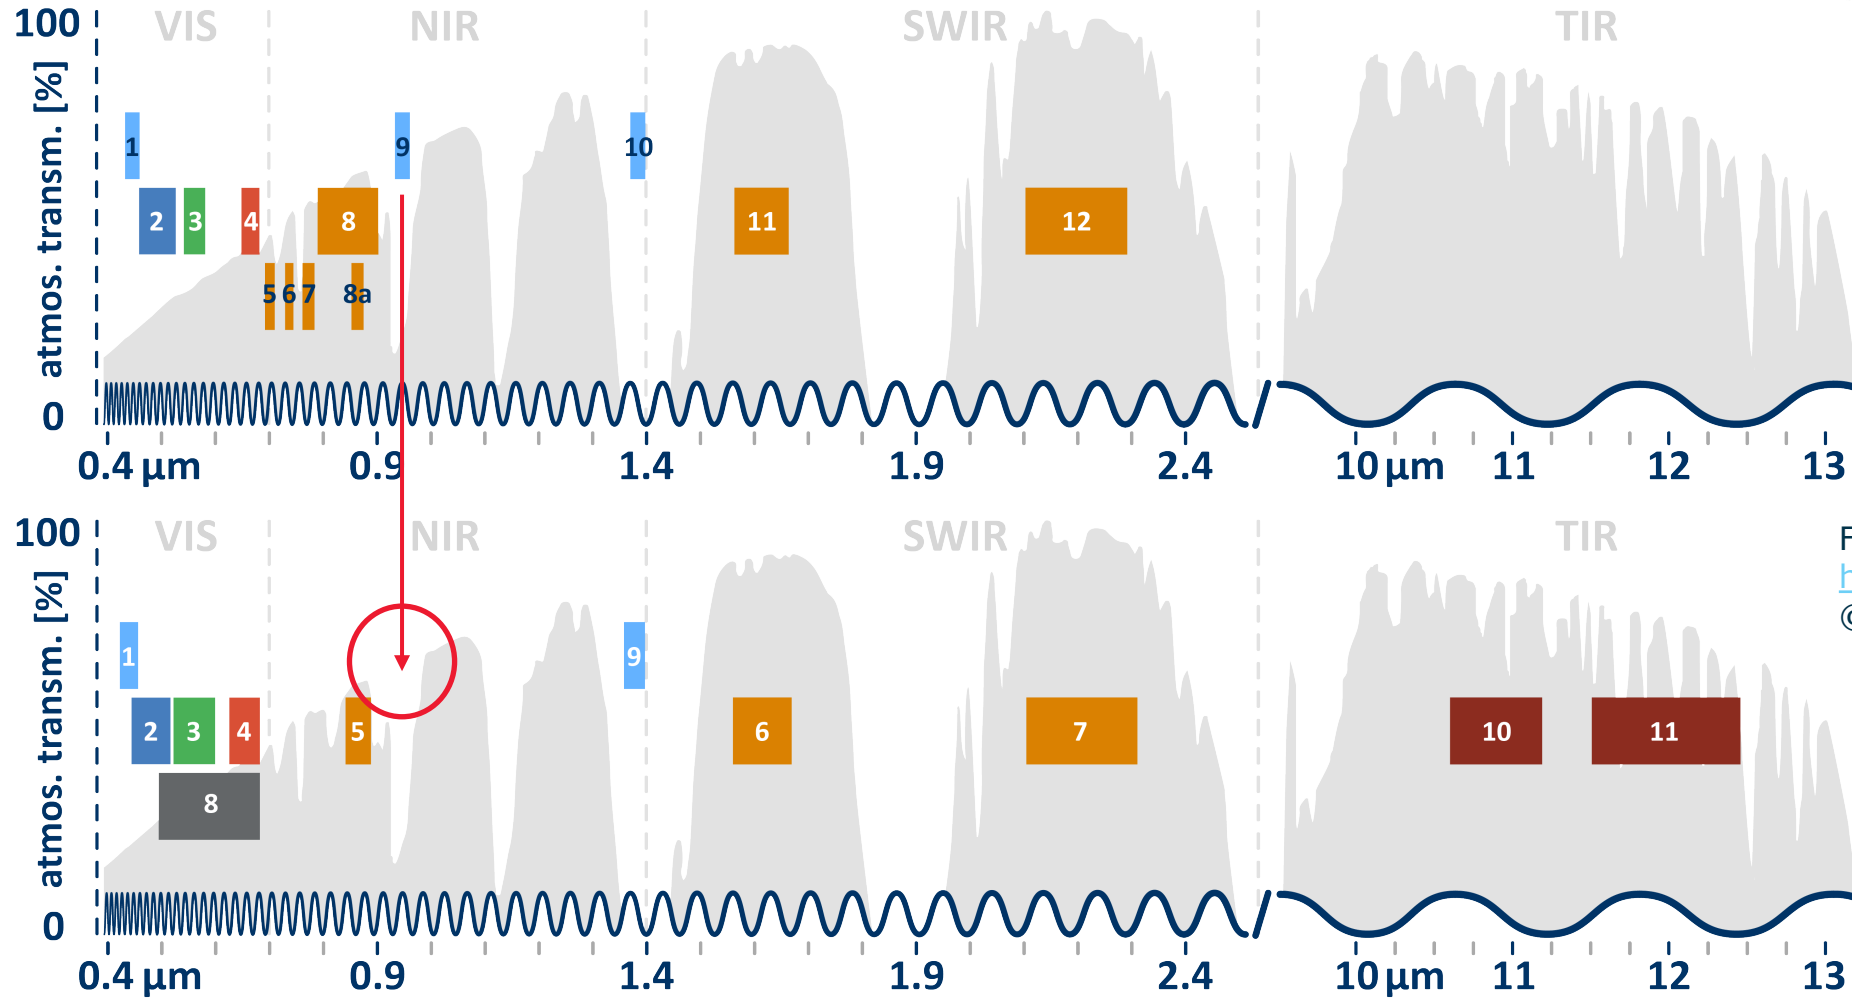 100 VIS NIR SWIR TIR
atmos. transm. [%]
1 9 10
2 3 4 8 11 12
5 6 7 8a
0
0.4 µm 0.9 1.4 1.9 2.4 10 µm 11 12 13
100 VIS NIR SWIR TIR
atmos. transm. [%]
1 9
2 3 4 5 6 7 10 11
8
0
0.4 µm 0.9 1.4 1.9 2.4 10 µm 11 12 13